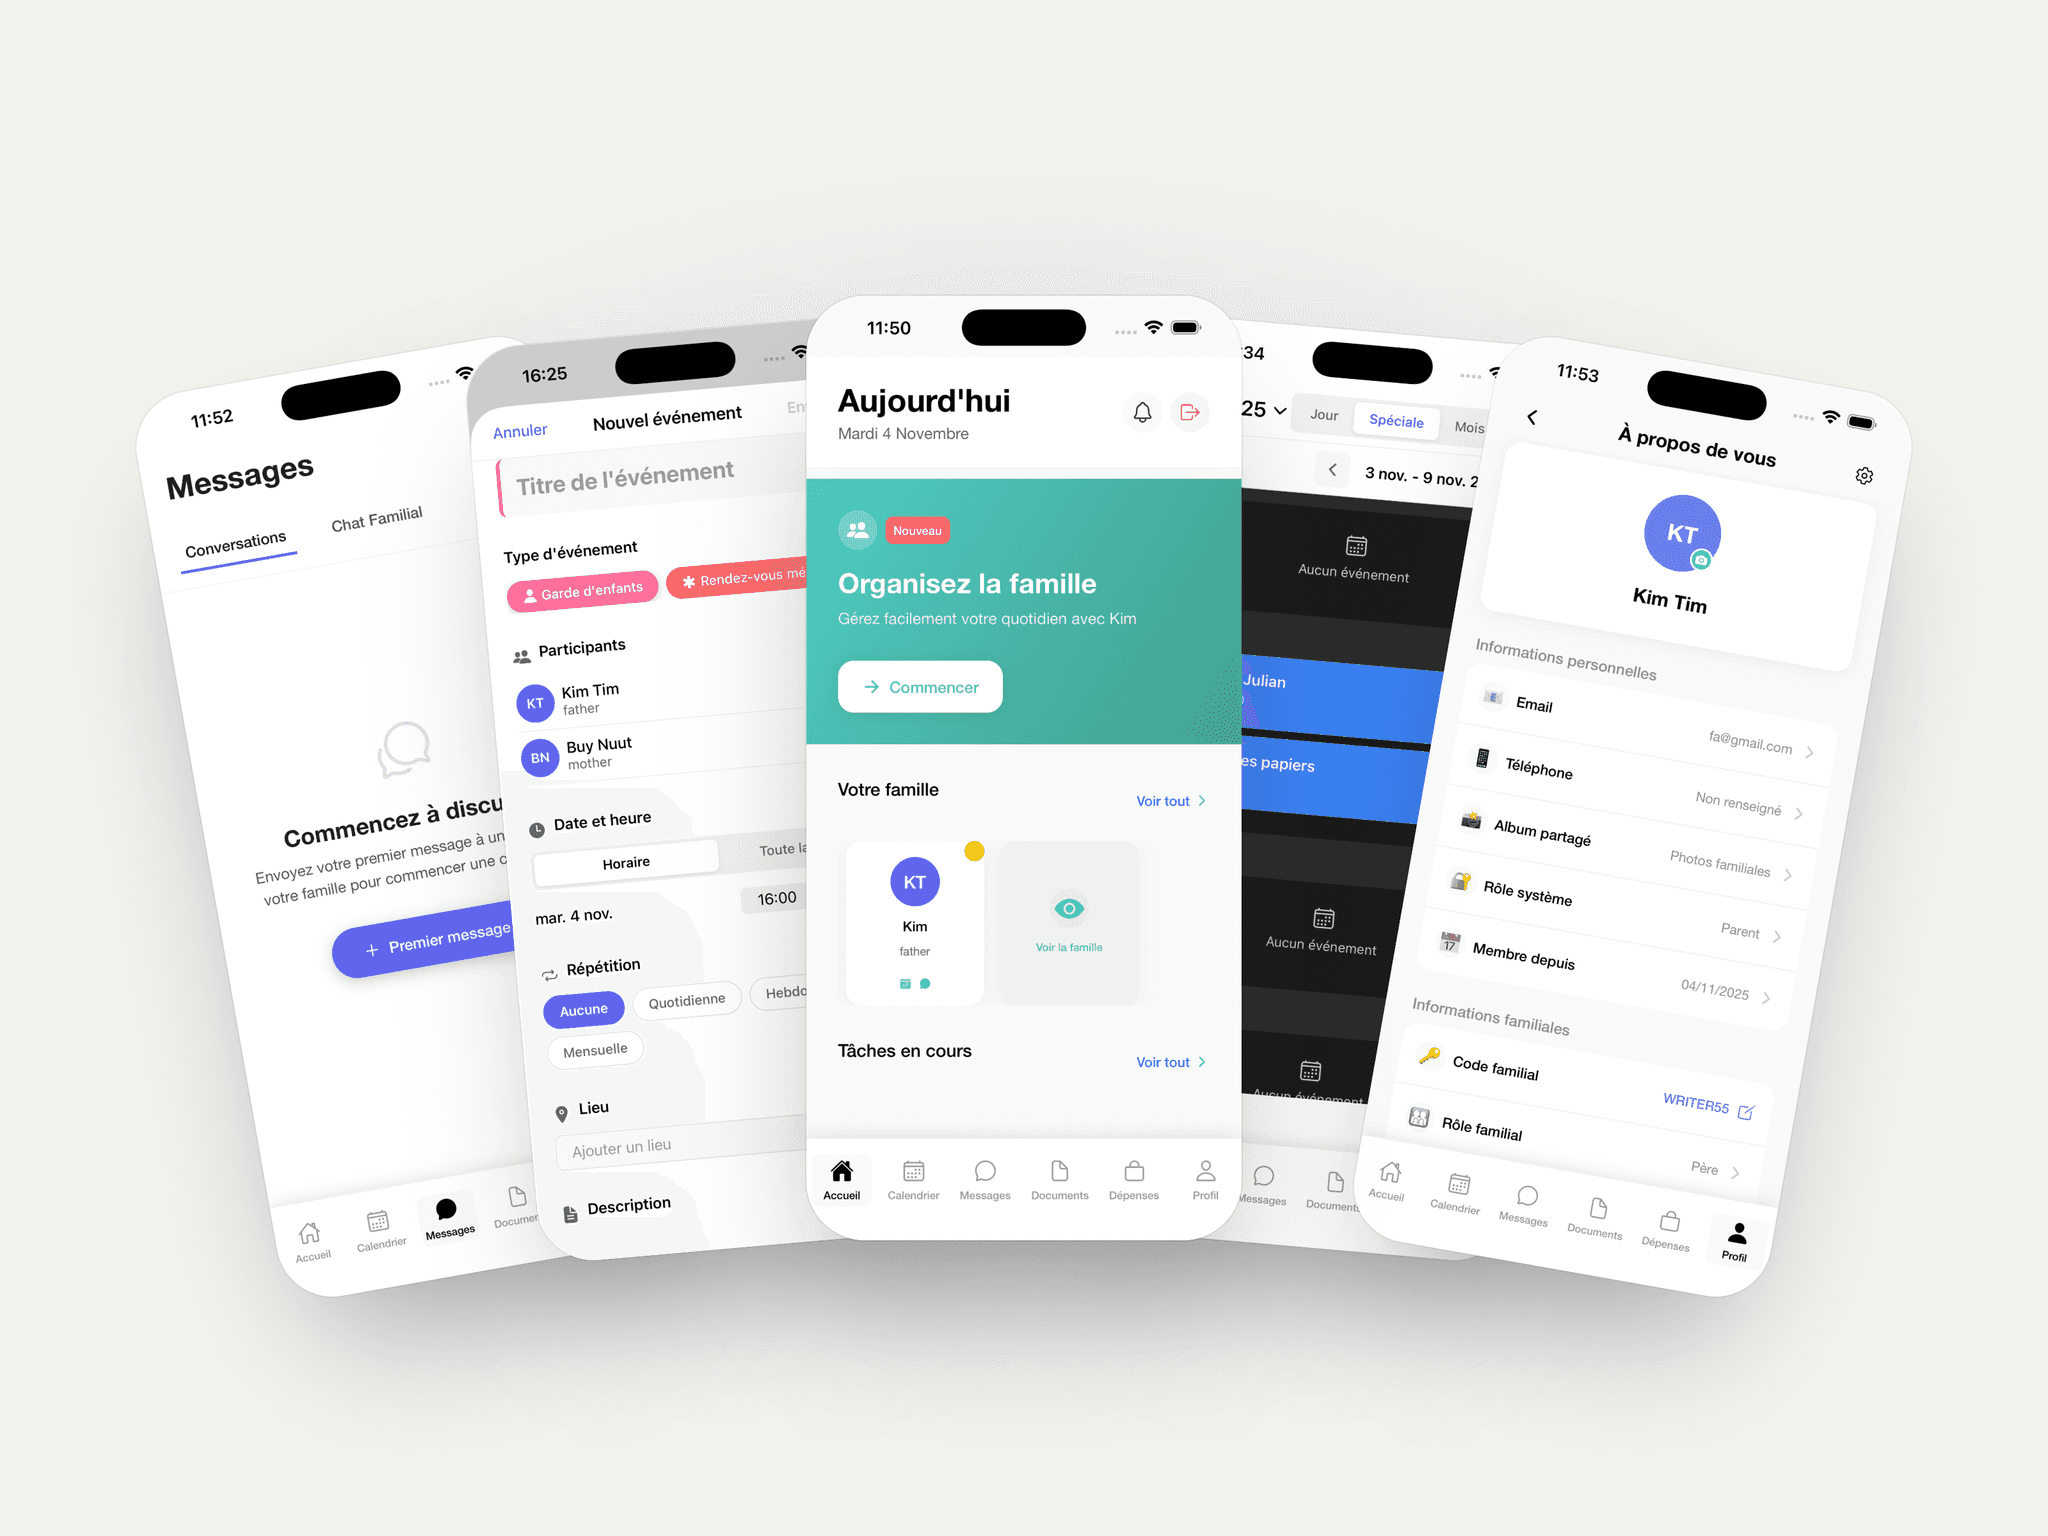 11:52
Messages
Conversations
Chat Familial
Commencez à
Envoyez votre premier message à un
votre famille pour commencer une
+ Premier message
Accueil
Calendrier
Messages
16:25
Annuler
Nouvel événement
Titre de l'événement
Type d'événement
Garde d'enfants
Rendez-vous
Participants
KT
Kim Tim
father
BN
Buy Nuut
mother
Date et heure
Horaire
Toute
mar. 4 nov.
16:00
Répétition
Aucune
Quotidienne
Mensuelle
Lieu
Ajouter un lieu
Description
11:50
Aujourd'hui
Mardi 4 Novembre
Nouveau
Organisez la famille
Gérez facilement votre quotidien avec Kim
Commencer
Votre famille
Voir tout
KT
Kim
father
Voir la famille
Tâches en cours
Voir tout
Accueil
Calendrier
Messages
Documents
Dépenses
Profil
:34
25
Jour
Spéciale
Mois
3 nov. - 9 nov. 2
Aucun événement
Julian
es papiers
Aucun événement
Aucun événement
Messages
Documents
11:53
À propos de vous
KT
Kim Tim
Informations personnelles
Email
fa@gmail.com
Téléphone
Non renseigné
Album partagé
Photos familiales
Rôle système
Parent
17
Membre depuis
04/11/2025
Informations familiales
Code familial
WRITER55
Rôle familial
Père
Accueil
Calendrier
Messages
Documents
Dépenses
Profil